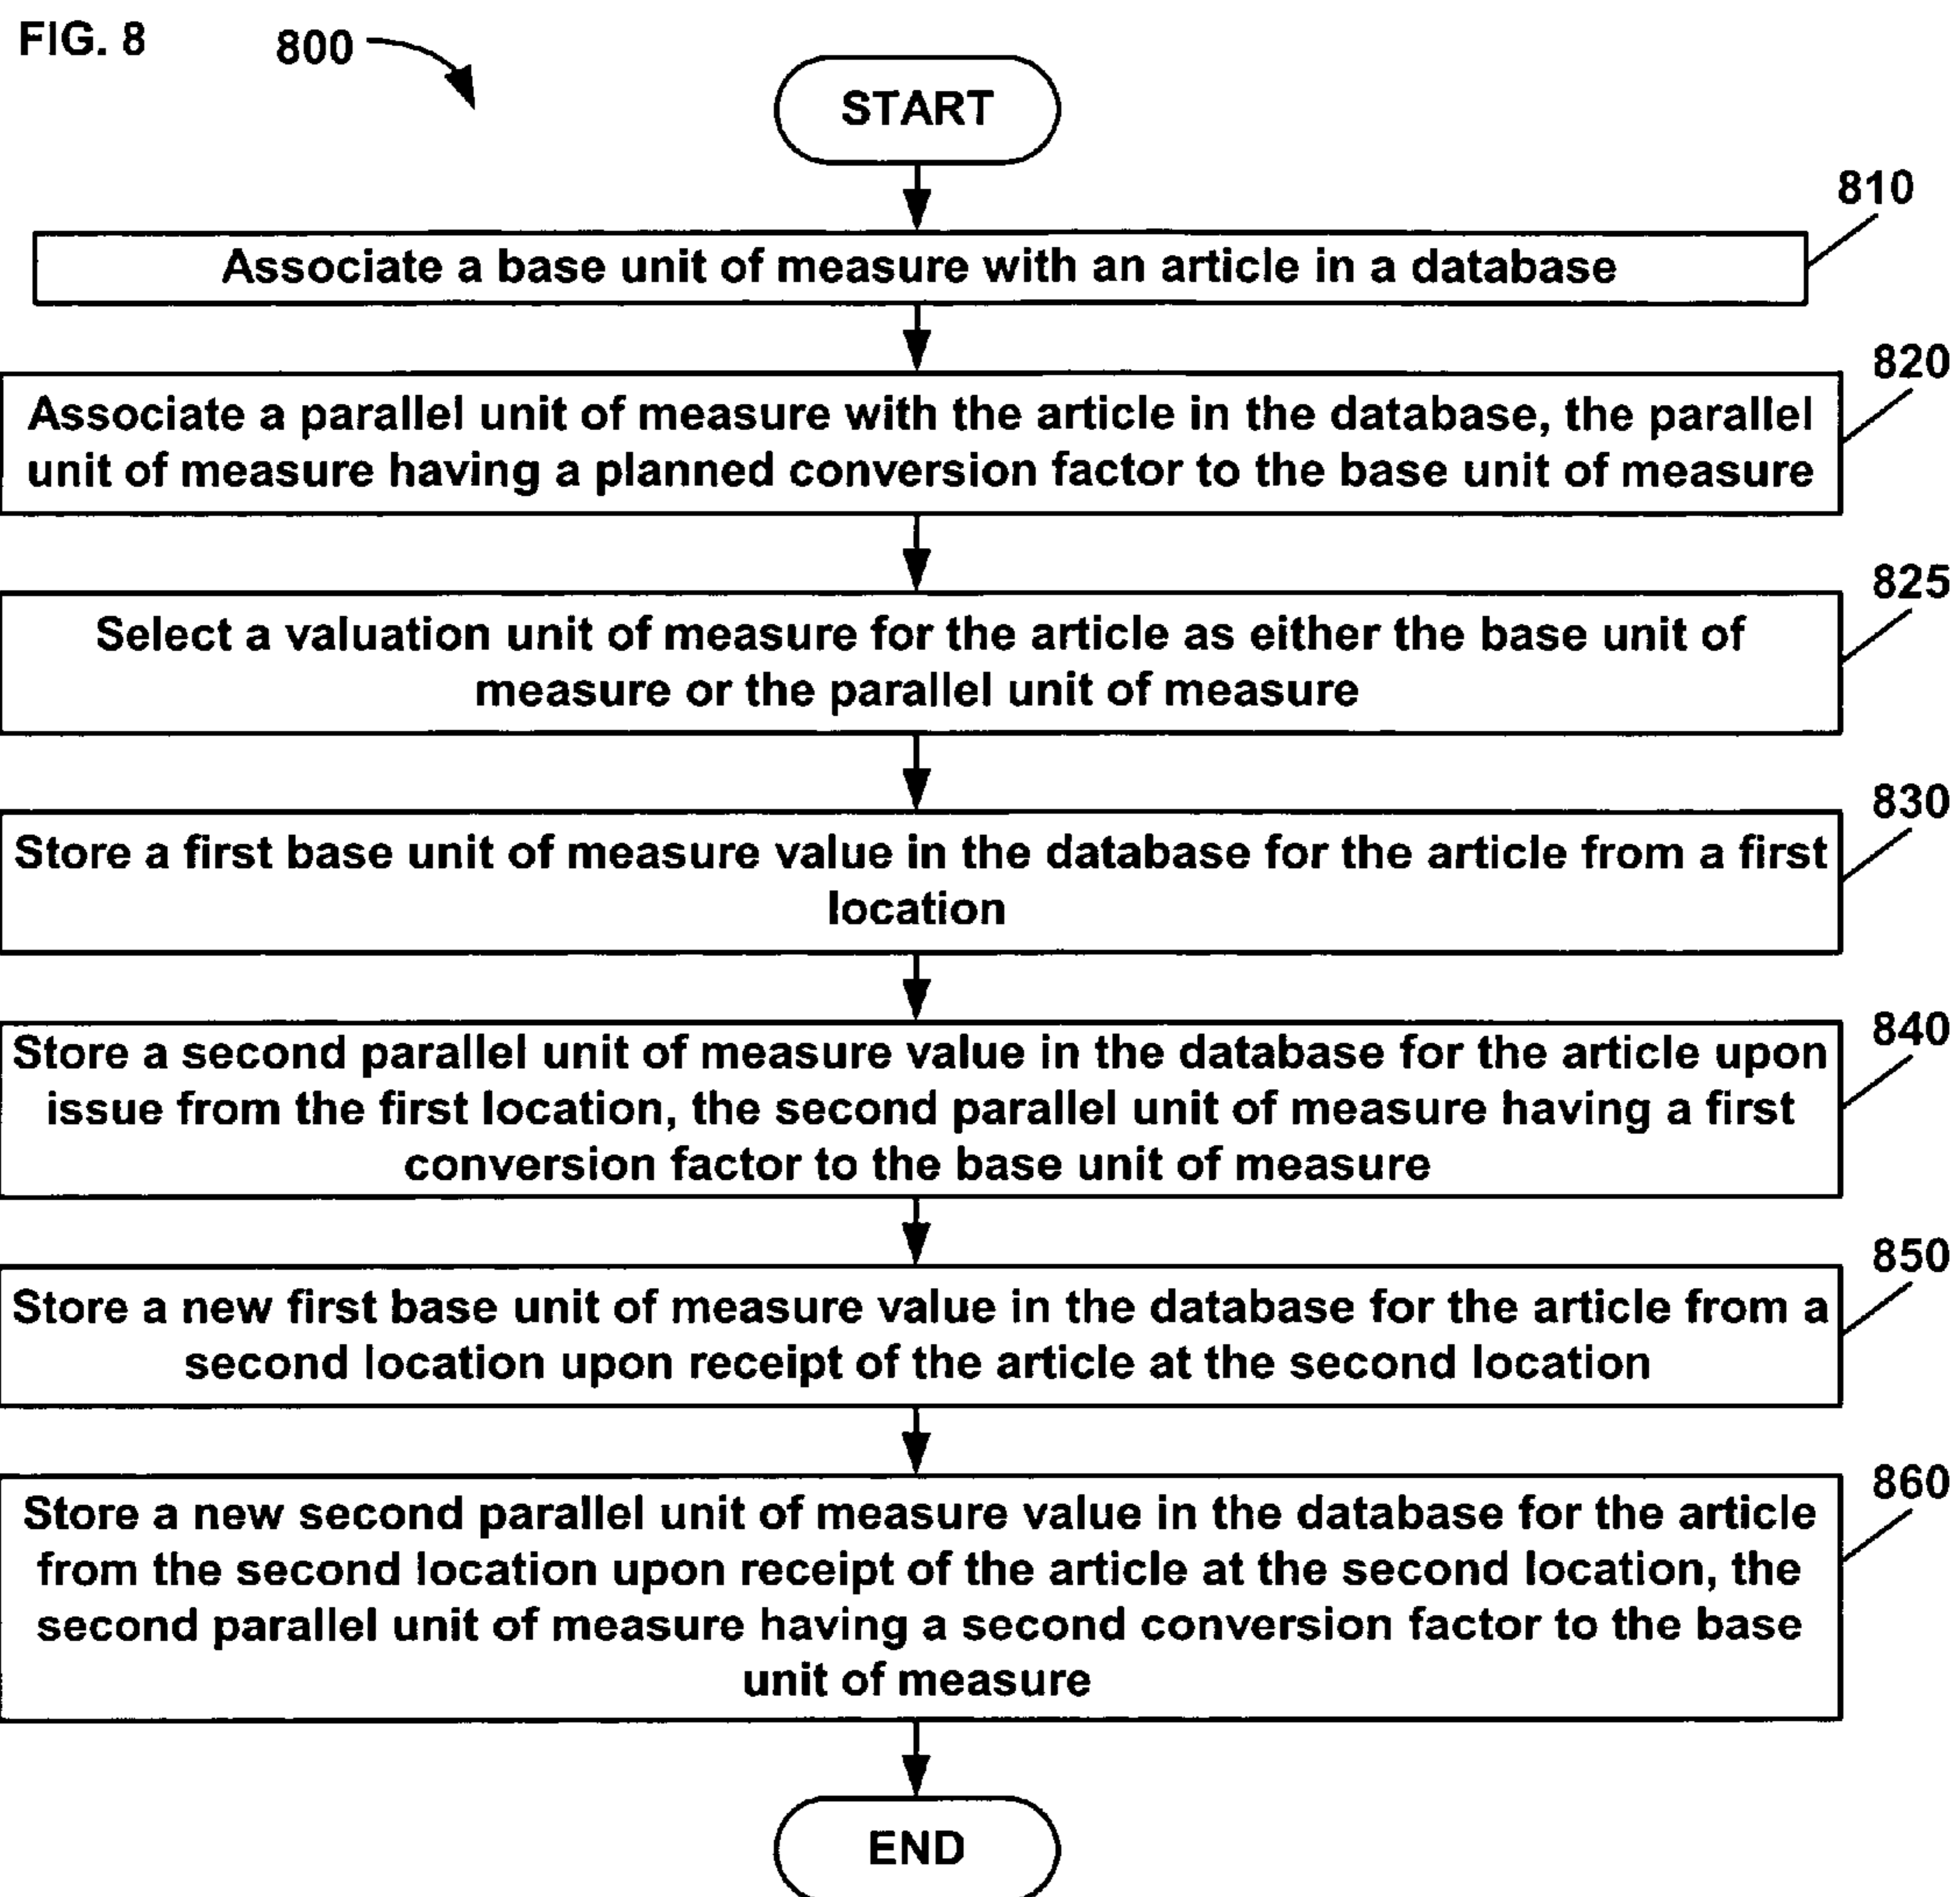 FIG. 8
800
START
810
Associate a base unit of measure with an article in a database
820
Associate a parallel unit of measure with the article in the database, the parallel
unit of measure having a planned conversion factor to the base unit of measure
825
Select a valuation unit of measure for the article as either the base unit of
measure or the parallel unit of measure
830
Store a first base unit of measure value in the database for the article from a first
location
840
Store a second parallel unit of measure value in the database for the article upon
issue from the first location, the second parallel unit of measure having a first
conversion factor to the base unit of measure
850
Store a new first base unit of measure value in the database for the article from a
second location upon receipt of the article at the second location
860
Store a new second parallel unit of measure value in the database for the article
from the second location upon receipt of the article at the second location, the
second parallel unit of measure having a second conversion factor to the base
unit of measure
END